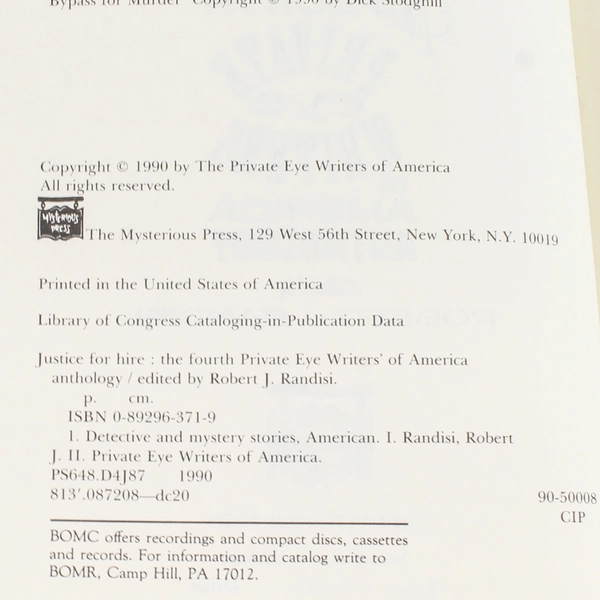 Bypass for Murder" Copyright © 1990 by Dick Stodghill
Copyright © 1990 by The Private Eye Writers of America
All rights reserved.
MYSTERIOUS
PRESS
The Mysterious Press, 129 West 56th Street, New York, N.Y. 10019
Printed in the United States of America
Library of Congress Cataloging-in-Publication Data
Justice for hire : the fourth Private Eye Writers' of America
anthology / edited by Robert J. Randisi.
p. cm.
ISBN 0-89296-371-9
1. Detective and mystery stories, American. I. Randisi, Robert
J. II. Private Eye Writers of America.
PS648.D4J87 1990
813'.087208—dc20
90-50008
CIP
BOMC offers recordings and compact discs, cassettes
and records. For information and catalog write to
BOMR, Camp Hill, PA 17012.